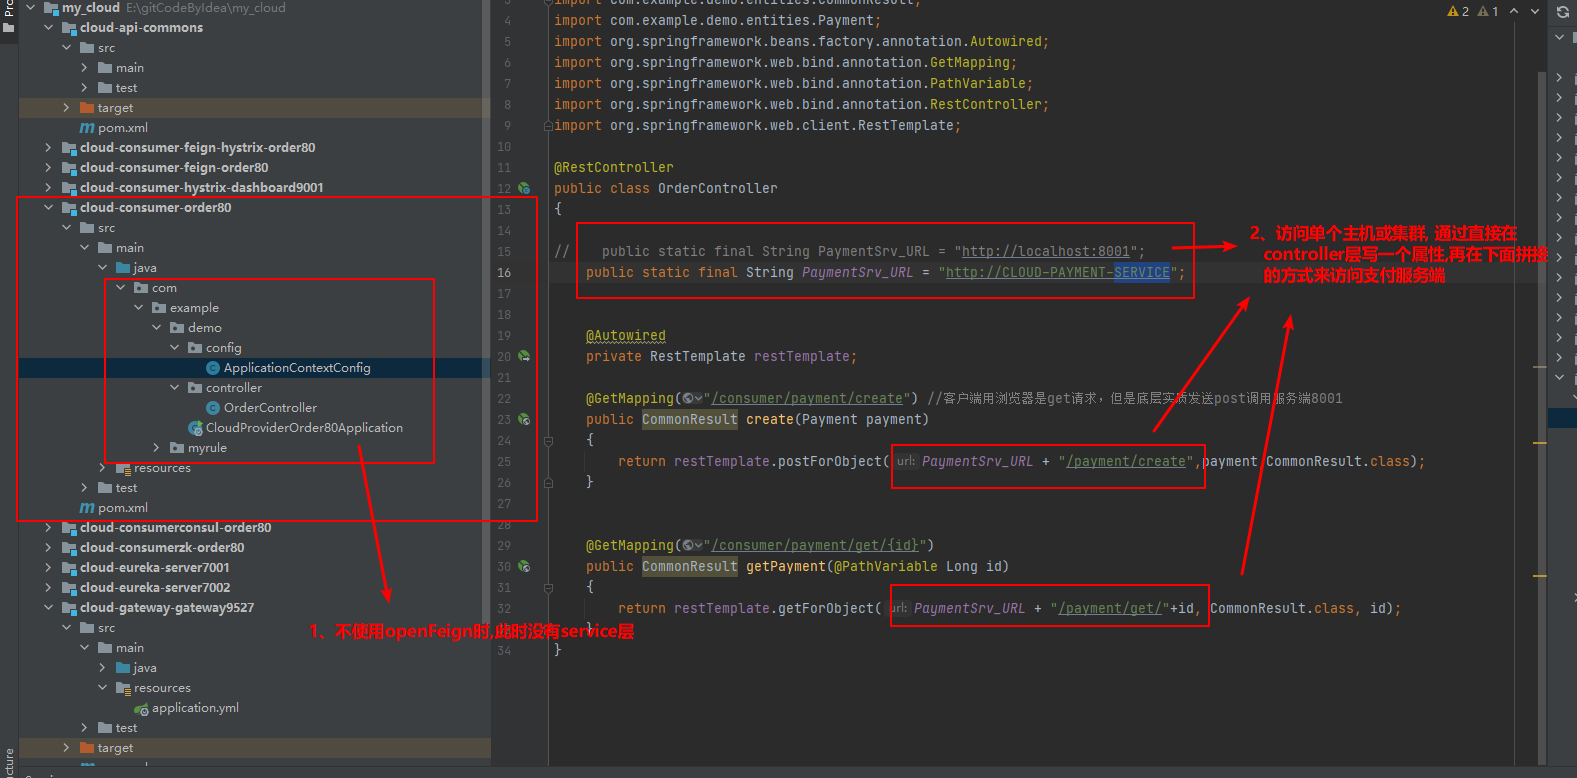 my_cloud E:\gitCodeByIdea\my_cloud
cloud-api-commons
src
main
test
target
pom.xml
cloud-consumer-feign-hystrix-order80
cloud-consumer-feign-order80
cloud-consumer-hystrix-dashboard9001
cloud-consumer-order80
src
main
java
com
example
demo
config
ApplicationContextConfig
controller
OrderController
CloudProviderOrder80Application
myrule
resources
test
pom.xml
cloud-consumerconsul-order80
cloud-consumerzk-order80
cloud-eureka-server7001
cloud-eureka-server7002
cloud-gateway-gateway9527
src
main
java
resources
application.yml
test
target
1、不使用openFeign时,此时没有service层
2 1
3 import com.example.demo.entities.CommonResult;
4 import com.example.demo.entities.Payment;
5 import org.springframework.beans.factory.annotation.Autowired;
6 import org.springframework.web.bind.annotation.GetMapping;
7 import org.springframework.web.bind.annotation.PathVariable;
8 import org.springframework.web.bind.annotation.RestController;
9 import org.springframework.web.client.RestTemplate;
10
11 @RestController
12 public class OrderController
13 {
14
15 // public static final String PaymentSrv_URL = "http://localhost:8001";
16 public static final String PaymentSrv_URL = "http://CLOUD-PAYMENT-SERVICE";
17
18
19 @Autowired
20 private RestTemplate restTemplate;
21
22 @GetMapping("/consumer/payment/create") //客户端用浏览器是get请求，但是底层实质发送post调用服务端8001
23 public CommonResult create(Payment payment)
24 {
25 return restTemplate.postForObject( url: PaymentSrv_URL + "/payment/create",payment,CommonResult.class);
26 }
27
28
29 @GetMapping("/consumer/payment/get/{id}")
30 public CommonResult getPayment(@PathVariable Long id)
31 {
32 return restTemplate.getForObject( url: PaymentSrv_URL + "/payment/get/"+id, CommonResult.class, id);
}
34 }
2、访问单个主机或集群, 通过直接在
controller层写一个属性,再在下面拼接
的方式来访问支付服务端